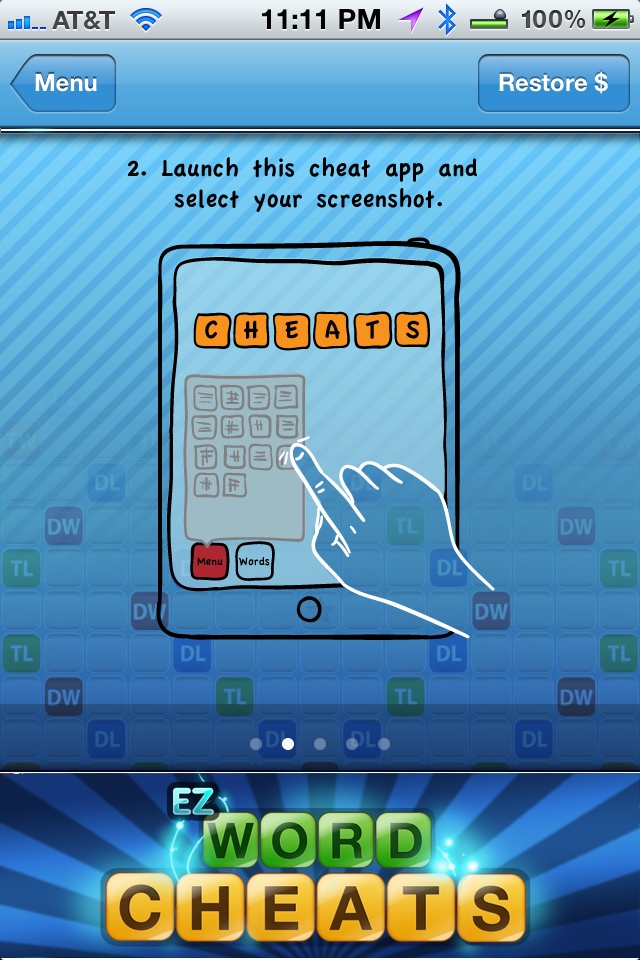 AT&T 11:11 PM 100%
Menu Restore $
2. Launch this cheat app and
select your screenshot.
CHEATS
Menu Words
DL DL
DW TL DW
TL DL TL
DW DW
TL DL DL TL
DW TL TL DW
DL DL DL DL
EZ
WORD
CHEATS